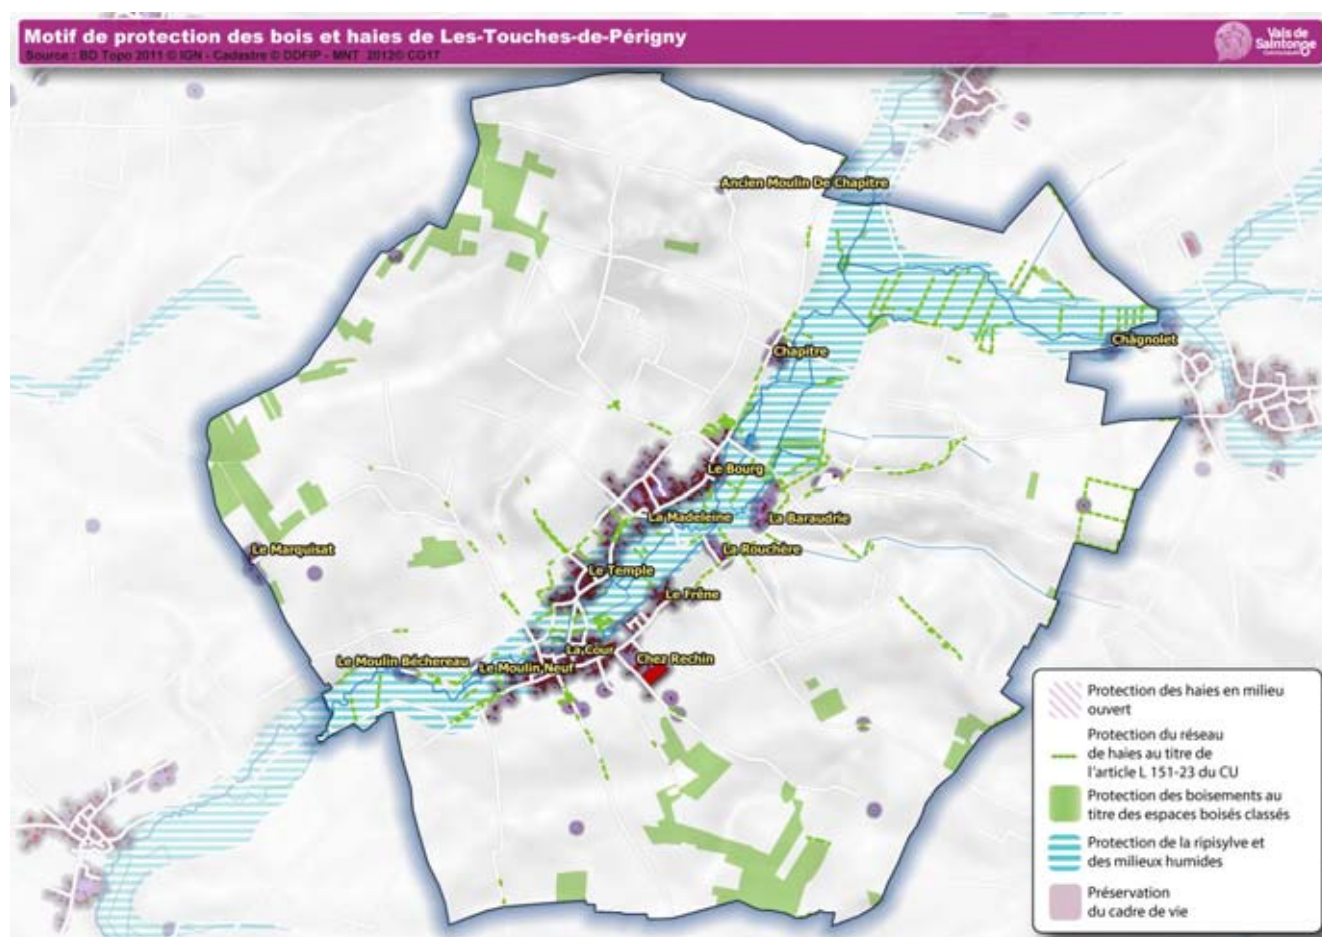 Motif de protection des bois et haies de Les-Touches-de-Périgny
Source : BD Topo 2011 © IGN - Cadastre © DDFiP - MNT 2012© CG17
Vals de
Saintonge
Ancien Moulin De Chapitre
Chapitre
Chagnolet
Le Bourg
La Madeleine
La Baraudrie
Le Marquisat
La Rouchère
Le Temple
Le Frêne
La Cour
Chez Rechin
Le Moulin Béchereau
Le Moulin Neuf
Protection des haies en milieu
ouvert
Protection du réseau
de haies au titre de
l'article L 151-23 du CU
Protection des boisements au
titre des espaces boisés classés
Protection de la ripisylve et
des milieux humides
Préservation
du cadre de vie